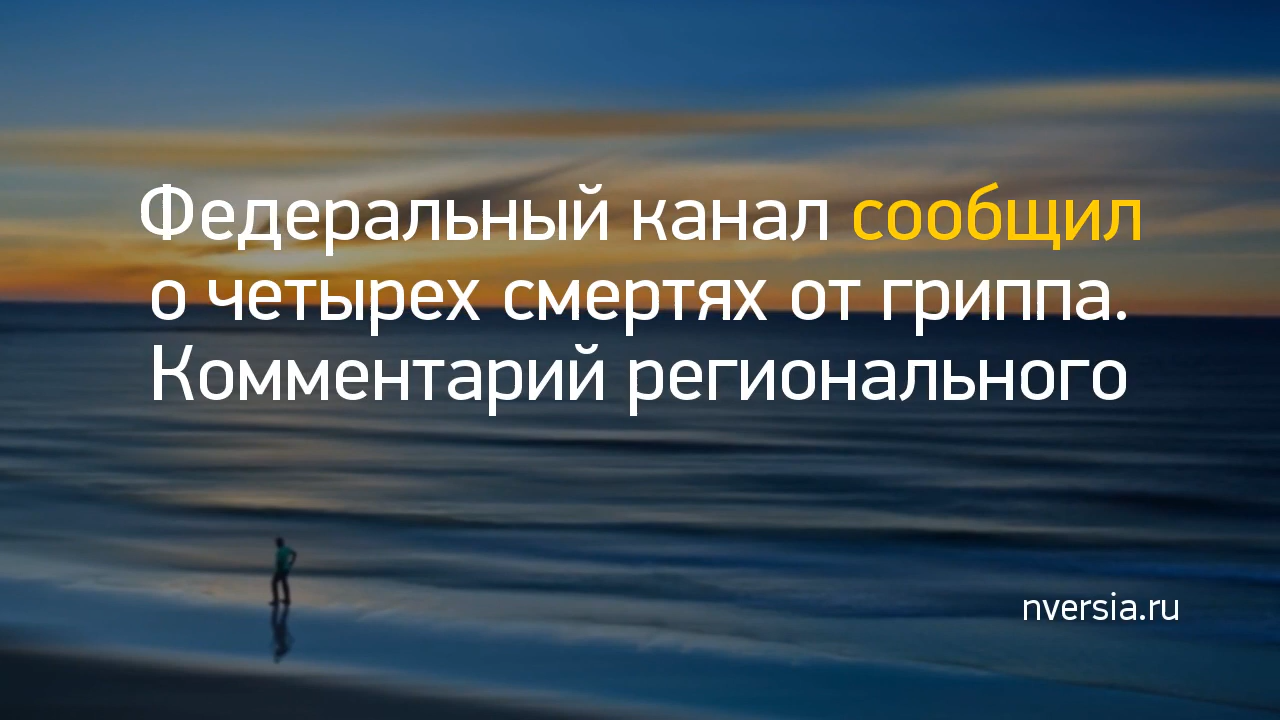 Федеральный канал сообщил
о четырех смертях от гриппа.
Комментарий регионального
nversia.ru